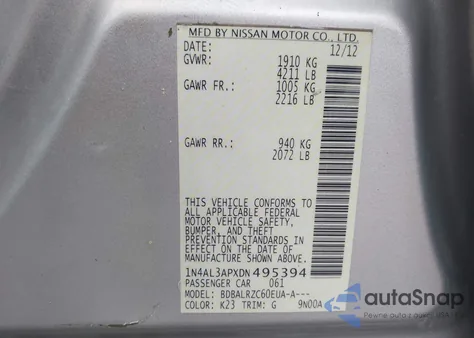 MFD BY NISSAN MOTOR CO., LTD.
DATE: 12/12
GVWR: 1910 KG
4211 LB
GAWR FR.: 1005 KG
2216 LB
GAWR RR.: 940 KG
2072 LB
THIS VEHICLE CONFORMS TO
ALL APPLICABLE FEDERAL
MOTOR VEHICLE SAFETY,
BUMPER, AND THEFT
PREVENTION STANDARDS IN
EFFECT ON THE DATE OF
MANUFACTURE SHOWN ABOVE.
1N4AL3APXDN495394
PASSENGER CAR 061
MODEL: BDBALRZC60EUA-A---
COLOR: K23 TRIM: G 9N00A
autoSnap
Pewne auto z